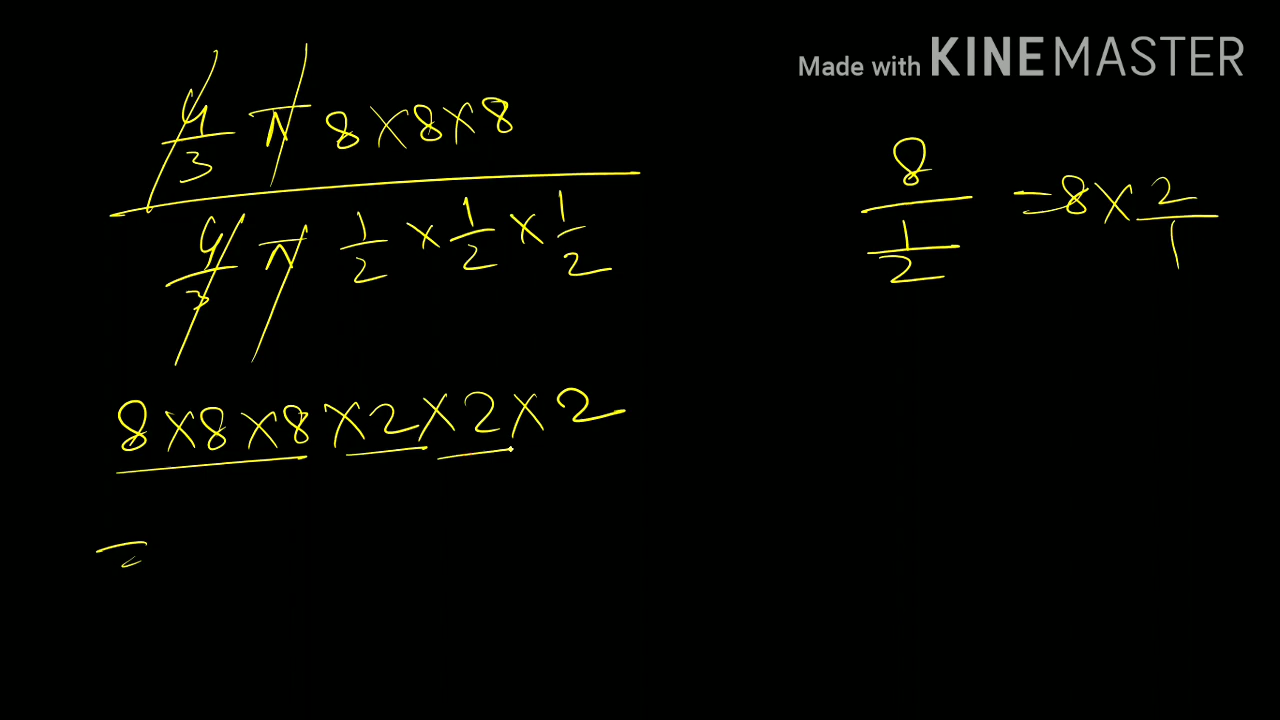 Made with KINEMASTER
4/3 π 8×8×8
4/3 π 1/2 × 1/2 × 1/2
8×8×8×2×2×2
=
8
1/2
=8×2/1